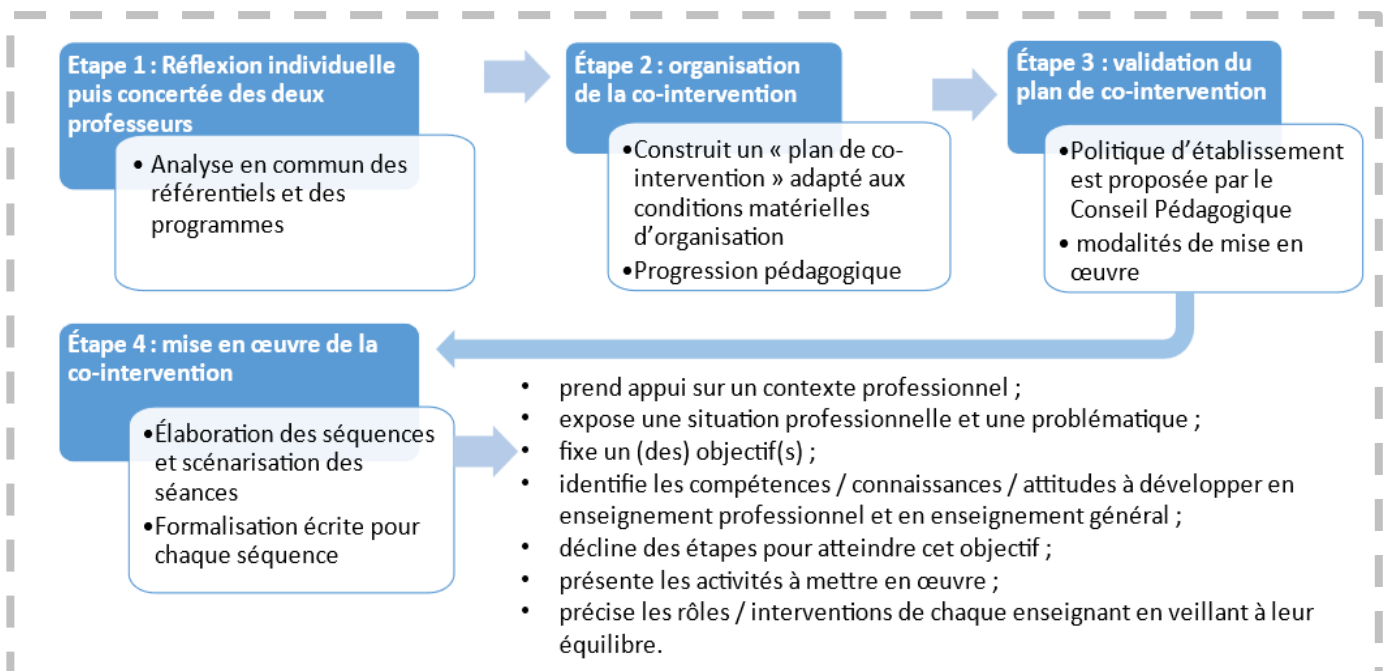 Etape 1 : Réflexion individuelle
puis concertée des deux
professeurs
• Analyse en commun des
référentiels et des
programmes
Étape 2 : organisation
de la co-intervention
•Construit un « plan de co-
intervention » adapté aux
conditions matérielles
d’organisation
•Progression pédagogique
Étape 3 : validation du
plan de co-intervention
•Politique d’établissement
est proposée par le
Conseil Pédagogique
• modalités de mise en
œuvre
Étape 4 : mise en œuvre de la
co-intervention
•Élaboration des séquences
et scénarisation des
séances
•Formalisation écrite pour
chaque séquence
• prend appui sur un contexte professionnel ;
• expose une situation professionnelle et une problématique ;
• fixe un (des) objectif(s) ;
• identifie les compétences / connaissances / attitudes à développer en
enseignement professionnel et en enseignement général ;
• décline des étapes pour atteindre cet objectif ;
• présente les activités à mettre en œuvre ;
• précise les rôles / interventions de chaque enseignant en veillant à leur
équilibre.